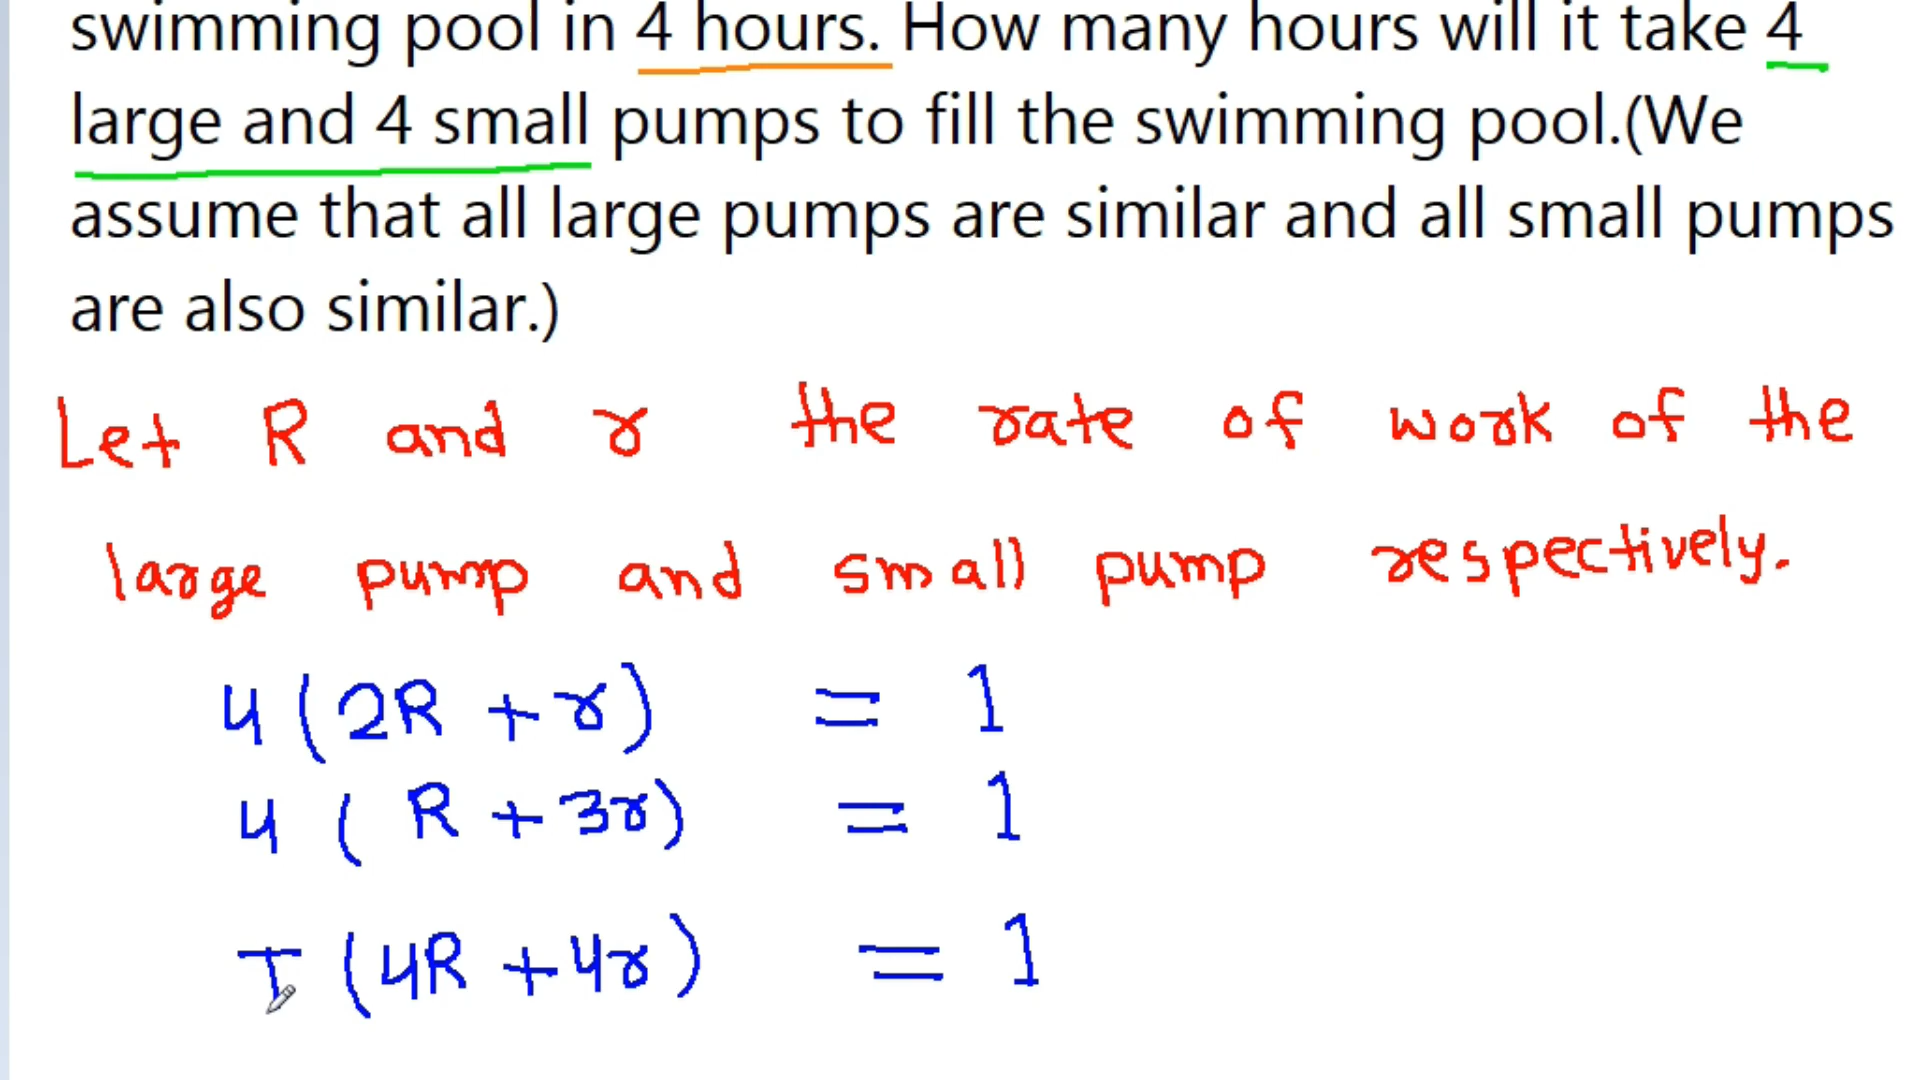 swimming pool in 4 hours. How many hours will it take 4
large and 4 small pumps to fill the swimming pool.(We
assume that all large pumps are similar and all small pumps
are also similar.)
Let R and r the rate of work of the
large pump and small pump respectively.
4(2R + r) = 1
4 ( R + 3r) = 1
T (4R + 4r) = 1